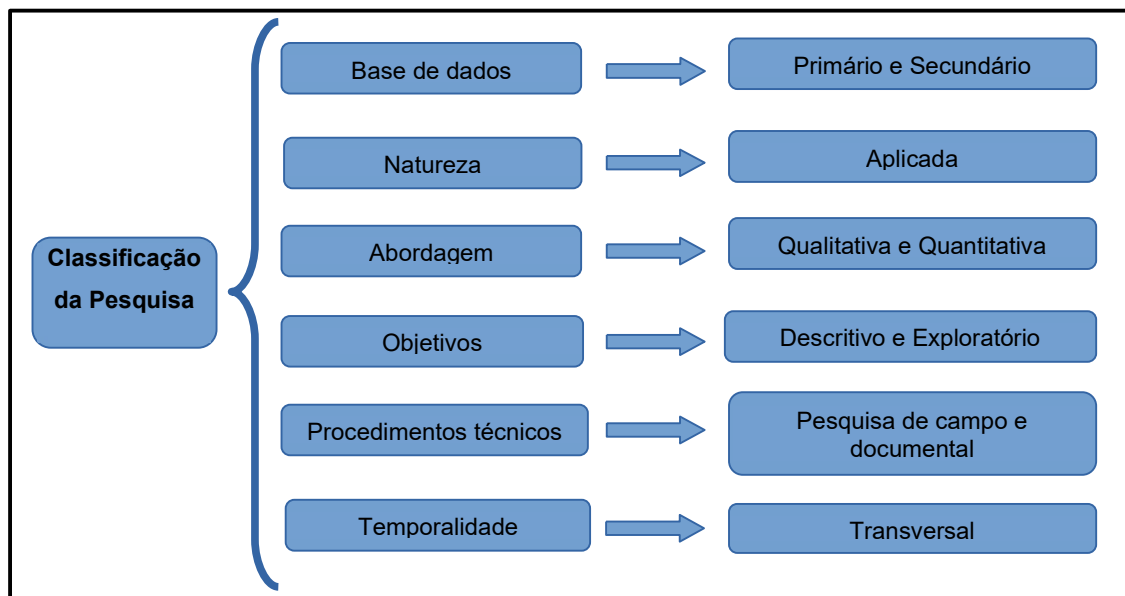 Classificação
da Pesquisa
Base de dados
Primário e Secundário
Natureza
Aplicada
Abordagem
Qualitativa e Quantitativa
Objetivos
Descritivo e Exploratório
Procedimentos técnicos
Pesquisa de campo e
documental
Temporalidade
Transversal